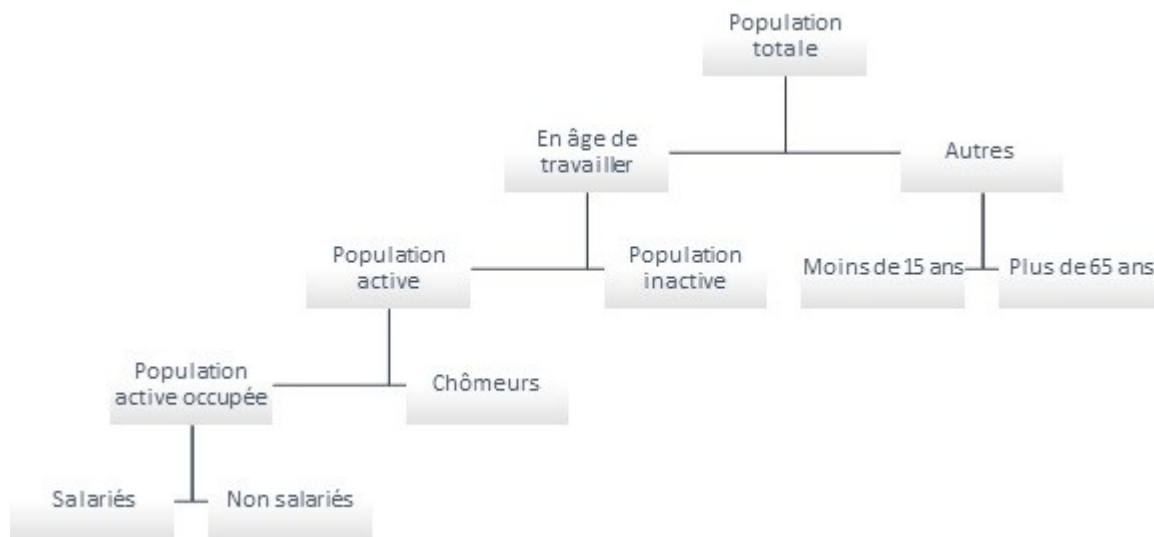 Population
totale
En âge de
travailler
Autres
Population
active
Population
inactive
Moins de 15 ans
Plus de 65 ans
Population
active occupée
Chômeurs
Salariés
Non salariés